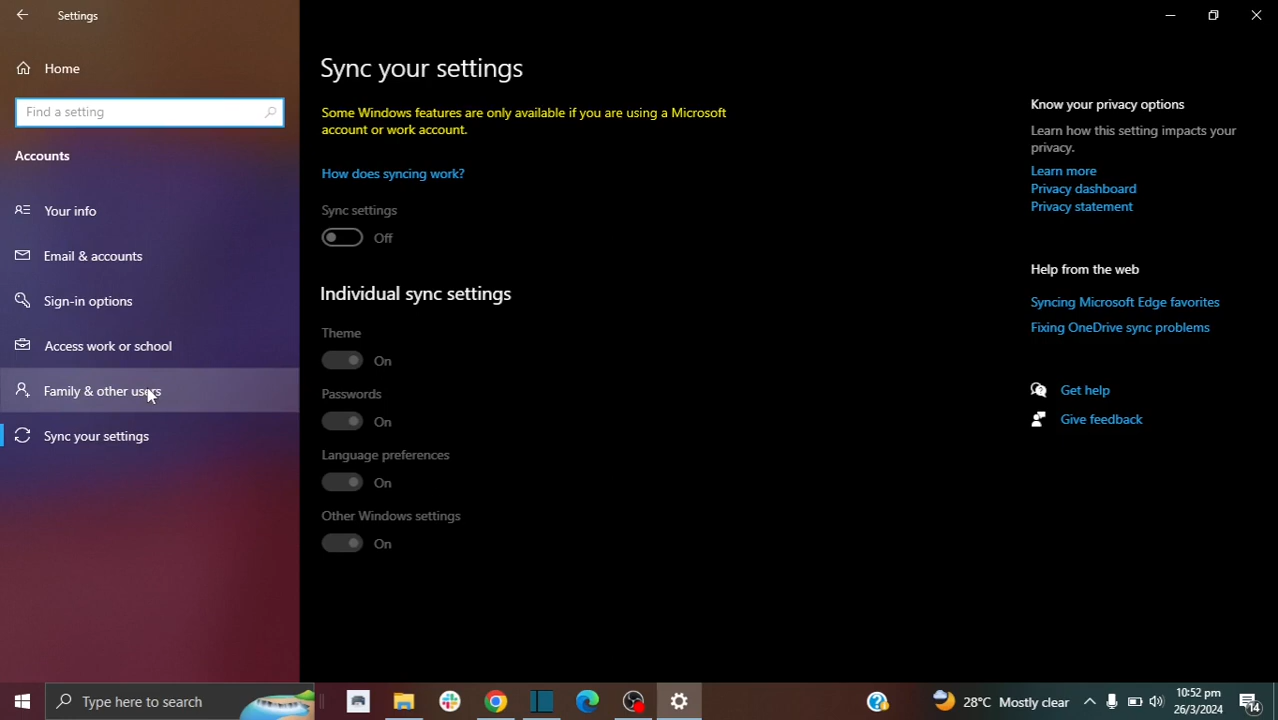 Settings
Home
Find a setting
Accounts
Your info
Email & accounts
Sign-in options
Access work or school
Family & other users
Sync your settings
Sync your settings
Some Windows features are only available if you are using a Microsoft
account or work account.
How does syncing work?
Sync settings
Off
Individual sync settings
Theme
On
Passwords
On
Language preferences
On
Other Windows settings
On
Know your privacy options
Learn how this setting impacts your
privacy.
Learn more
Privacy dashboard
Privacy statement
Help from the web
Syncing Microsoft Edge favorites
Fixing OneDrive sync problems
Get help
Give feedback
Type here to search
28°C Mostly clear
10:52 pm
26/3/2024
14